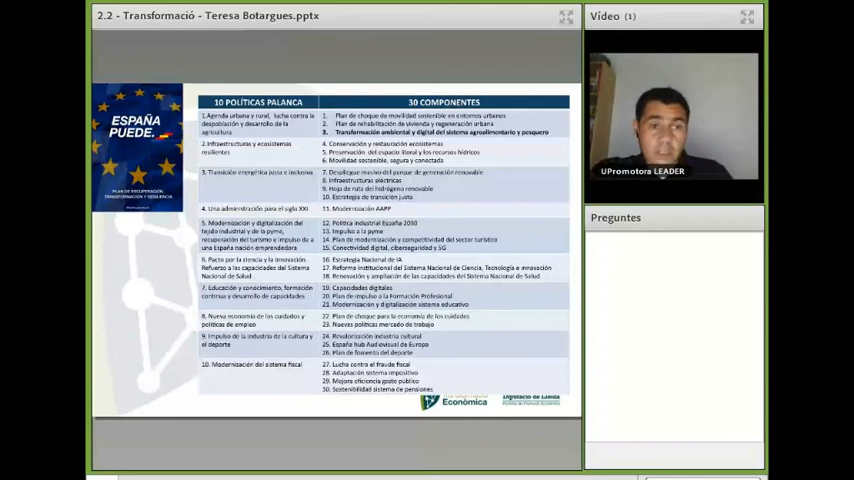 2.2 - Transformació - Teresa Botargues.pptx
Vídeo (1)
ESPAÑA
PUEDE.
PLAN DE RECUPERACIÓN,
TRANSFORMACIÓN Y RESILIENCIA
10 POLÍTICAS PALANCA
30 COMPONENTES
1.Agenda urbana y rural, lucha contra la
despoblación y desarrollo de la
agricultura
1. Plan de choque de movilidad sostenible en entornos urbanos
2. Plan de rehabilitación de vivienda y regeneración urbana
3. Transformación ambiental y digital del sistema agroalimentario y pesquero
2.Infraestructuras y ecosistemas
resilientes
4. Conservación y restauración ecosistemas
5. Preservación del espacio litoral y los recursos hídricos
6. Movilidad sostenible, segura y conectada
3. Transición energética justa e inclusiva
7. Despliegue masivo del parque de generación renovable
8. Infraestructuras eléctricas
9. Hoja de ruta del hidrógeno renovable
10. Estrategia de transición justa
4. Una administración para el siglo XXI
11. Modernización AAPP
5. Modernización y digitalización del
tejido industrial y de la pyme,
recuperación del turismo e impulso de a
una España nación emprendedora
12. Política industrial España 2030
13. Impulso a la pyme
14. Plan de modernización y competitividad del sector turístico
15. Conectividad digital, ciberseguridad y 5G
6. Pacto por la ciencia y la innovación.
Refuerzo a las capacidades del Sistema
Nacional de Salud
16. Estrategia Nacional de IA
17. Reforma institucional del Sistema Nacional de Ciencia, Tecnología e innovación
18. Renovación y ampliación de las capacidades del Sistema Nacional de Salud
7. Educación y conocimiento, formación
continua y desarrollo de capacidades
19. Capacidades digitales
20. Plan de impulso a la Formación Profesional
21. Modernización y digitalización sistema educativo
8. Nueva economía de los cuidados y
políticas de empleo
22. Plan de choque para la economía de los cuidados
23. Nuevas políticas mercado de trabajo
9. Impulso de la industria de la cultura y
el deporte
24. Revalorización industria cultural
25. España hub Audiovisual de Europa
26. Plan de fomento del deporte
10. Modernización del sistema fiscal
27. Lucha contra el fraude fiscal
28. Adaptación sistema impositivo
29. Mejora eficiencia gasto público
30. Sostenibilidad sistema de pensiones
Econòmica
Diputació de Lleida
UPromotora LEADER
Preguntes